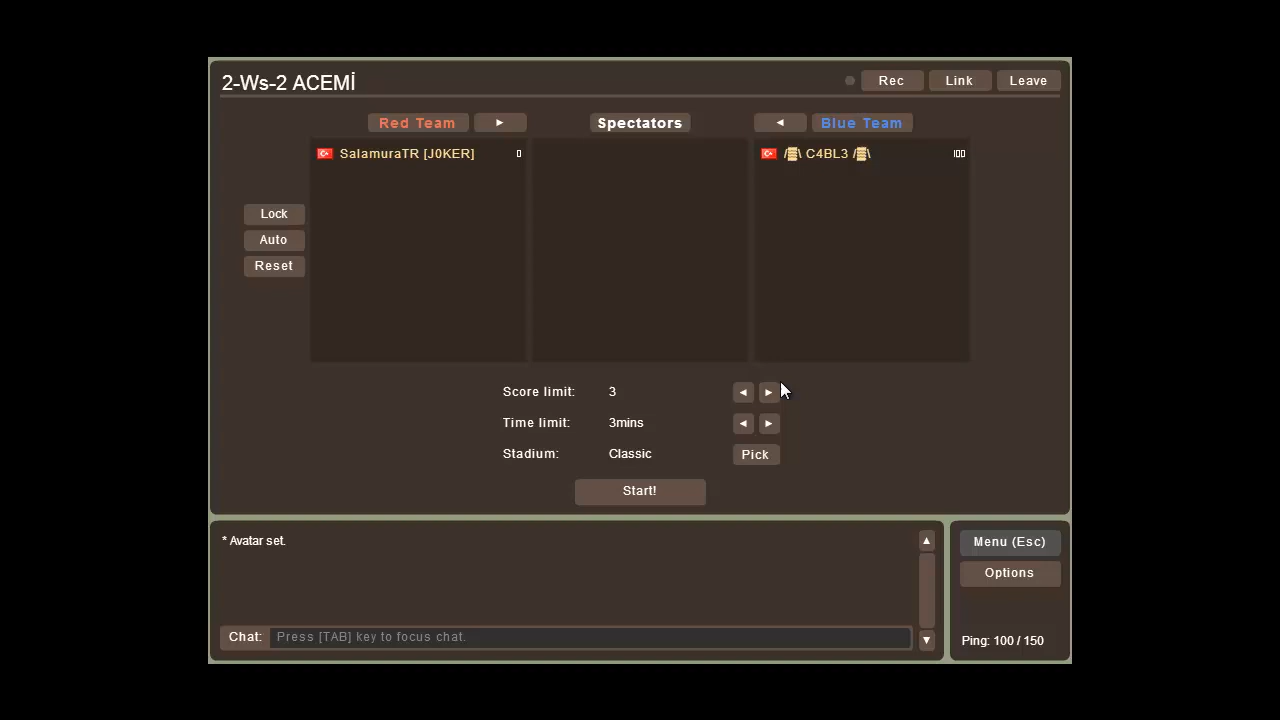 2-Ws-2 ACEMİ
Rec Link Leave
Red Team ► Spectators ◄ Blue Team
SalamuraTR [J0KER] 0
/▒\ C4BL3 /▒\ 100
Lock
Auto
Reset
Score limit: 3 ◄ ►
Time limit: 3mins ◄ ►
Stadium: Classic Pick
Start!
* Avatar set.
Chat: Press [TAB] key to focus chat.
Menu (Esc)
Options
Ping: 100 / 150